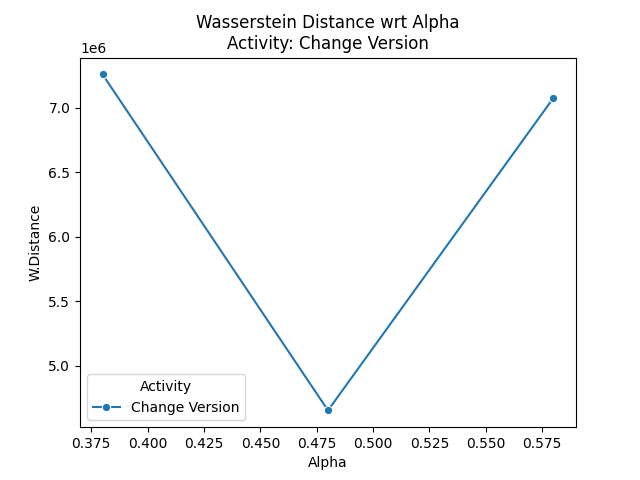 Wasserstein Distance wrt Alpha
Activity: Change Version
1e6
7.0
6.5
6.0
5.5
5.0
W.Distance
Activity
Change Version
0.375 0.400 0.425 0.450 0.475 0.500 0.525 0.550 0.575
Alpha